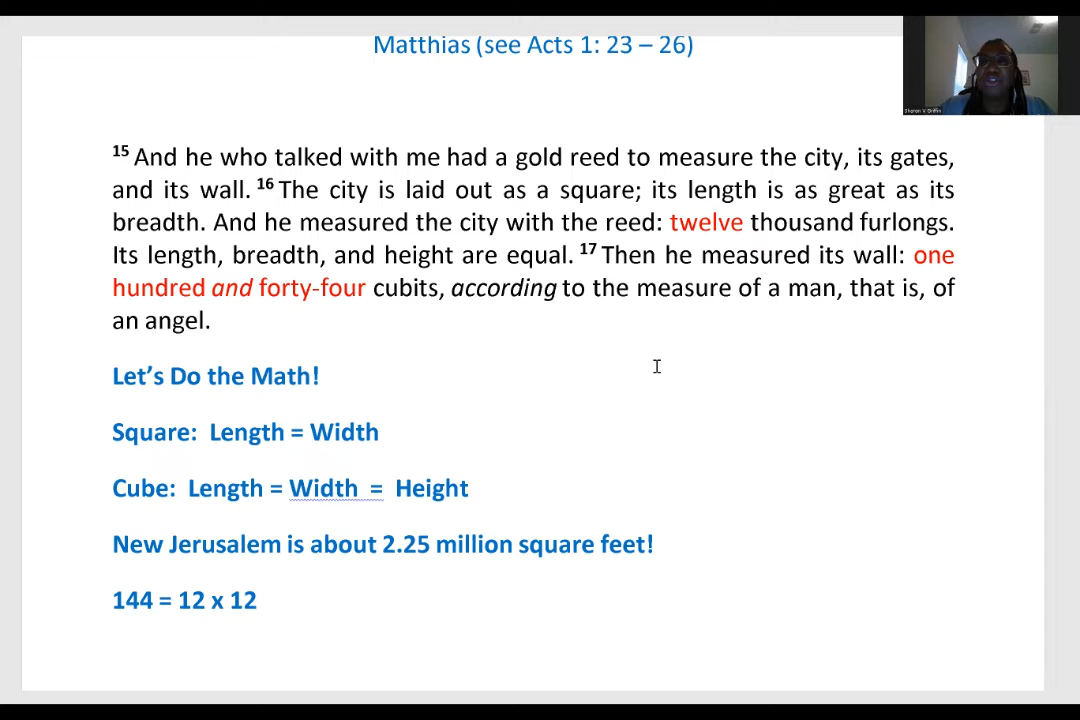 Matthias (see Acts 1: 23 – 26)
Sharon V Griffin
15 And he who talked with me had a gold reed to measure the city, its gates,
and its wall. 16 The city is laid out as a square; its length is as great as its
breadth. And he measured the city with the reed: twelve thousand furlongs.
Its length, breadth, and height are equal. 17 Then he measured its wall: one
hundred and forty-four cubits, according to the measure of a man, that is, of
an angel.
Let’s Do the Math!
Square: Length = Width
Cube: Length = Width = Height
New Jerusalem is about 2.25 million square feet!
144 = 12 x 12